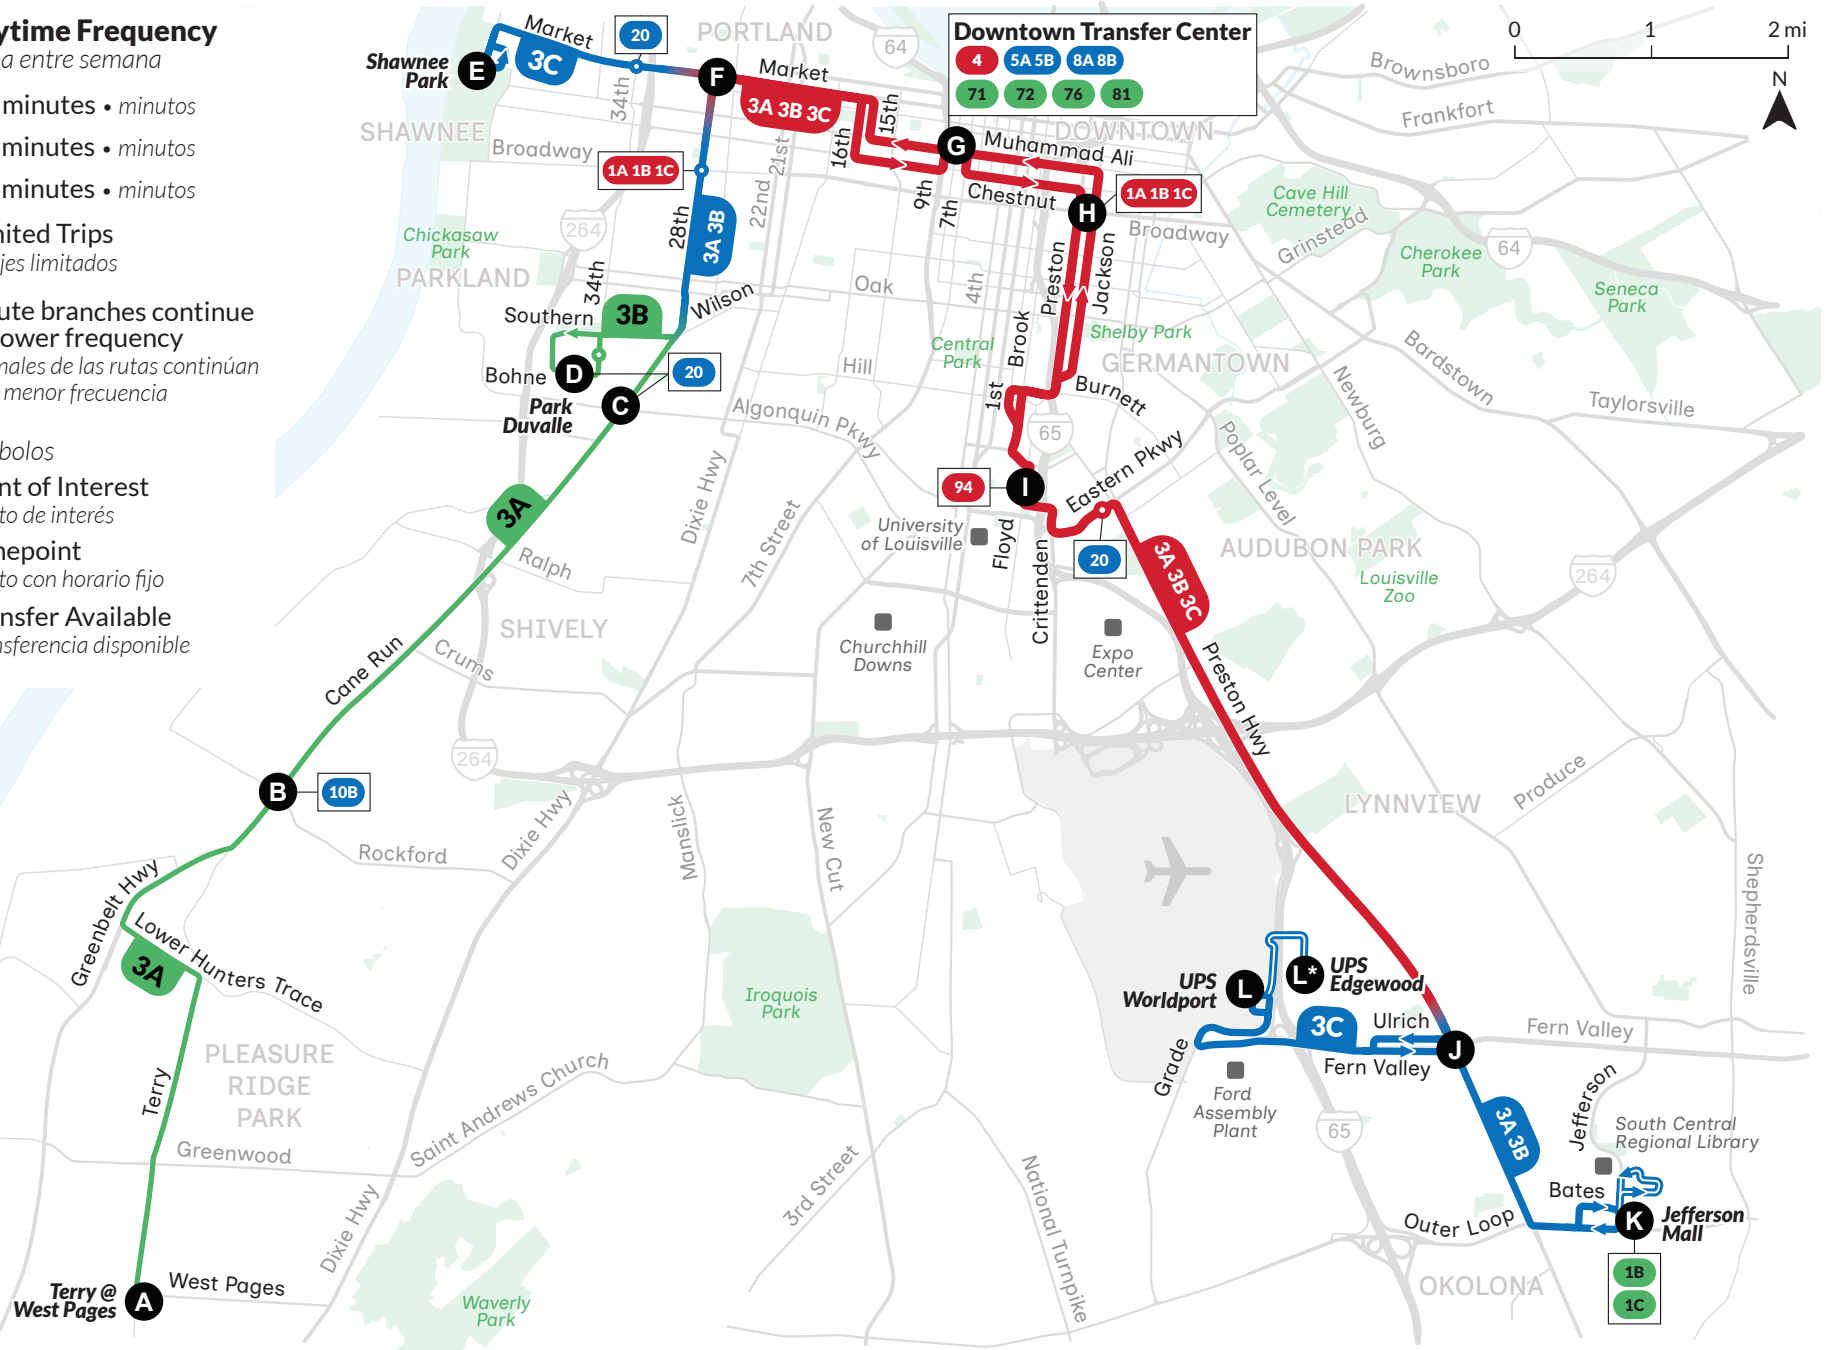 ytime Frequency
a entre semana
minutes • minutos
minutes • minutos
minutes • minutos
nited Trips
jes limitados
ute branches continue
ower frequency
nales de las rutas continúan
menor frecuencia
bolos
nt of Interest
to de interés
nepoint
to con horario fijo
nsfer Available
nsferencia disponible
Downtown Transfer Center
4
5A 5B
8A 8B
71
72
76
81
0
1
2 mi
N
Shawnee
Park
E
Market
3C
20
34th
PORTLAND
F
Market
3A 3B 3C
64
15th
16th
21st
22nd
G
Muhammad Ali
DOWNTOWN
Chestnut
9th
7th
H
1A 1B 1C
Broadway
Brownsboro
Frankfort
Cave Hill
Cemetery
Grinstead
64
Cherokee
Park
Seneca
Park
SHAWNEE
Broadway
1A 1B 1C
28th
3A 3B
264
Chickasaw
Park
PARKLAND
34th
Southern
3B
Wilson
Bohne
D
Park
Duvalle
C
20
Oak
4th
Hill
Central
Park
Brook
Preston
Jackson
Shelby Park
GERMANTOWN
1st
Burnett
65
Algonquin Pkwy
Bardstown
Newburg
Taylorsville
Poplar Level
Dixie Hwy
7th Street
3A
94
I
Eastern Pkwy
20
University
of Louisville
Floyd
Crittenden
AUDUBON PARK
Louisville
Zoo
264
3A 3B 3C
Ralph
SHIVELY
Crums
Cane Run
Churchhill
Downs
Expo
Center
Preston Hwy
264
B
10B
Rockford
Dixie Hwy
Manslick
New Cut
LYNNVIEW
Produce
Shepherdsville
Greenbelt Hwy
Lower Hunters Trace
3A
Iroquois
Park
UPS
Worldport
L
L*
UPS
Edgewood
3C
Ulrich
J
Fern Valley
Fern Valley
Grade
Ford
Assembly
Plant
65
Jefferson
3A 3B
South Central
Regional Library
Bates
K
Jefferson
Mall
Outer Loop
1B
1C
OKOLONA
PLEASURE
RIDGE
PARK
Terry
Saint Andrews Church
Greenwood
Dixie Hwy
3rd Street
National Turnpike
Terry @
West Pages
A
West Pages
Waverly
Park